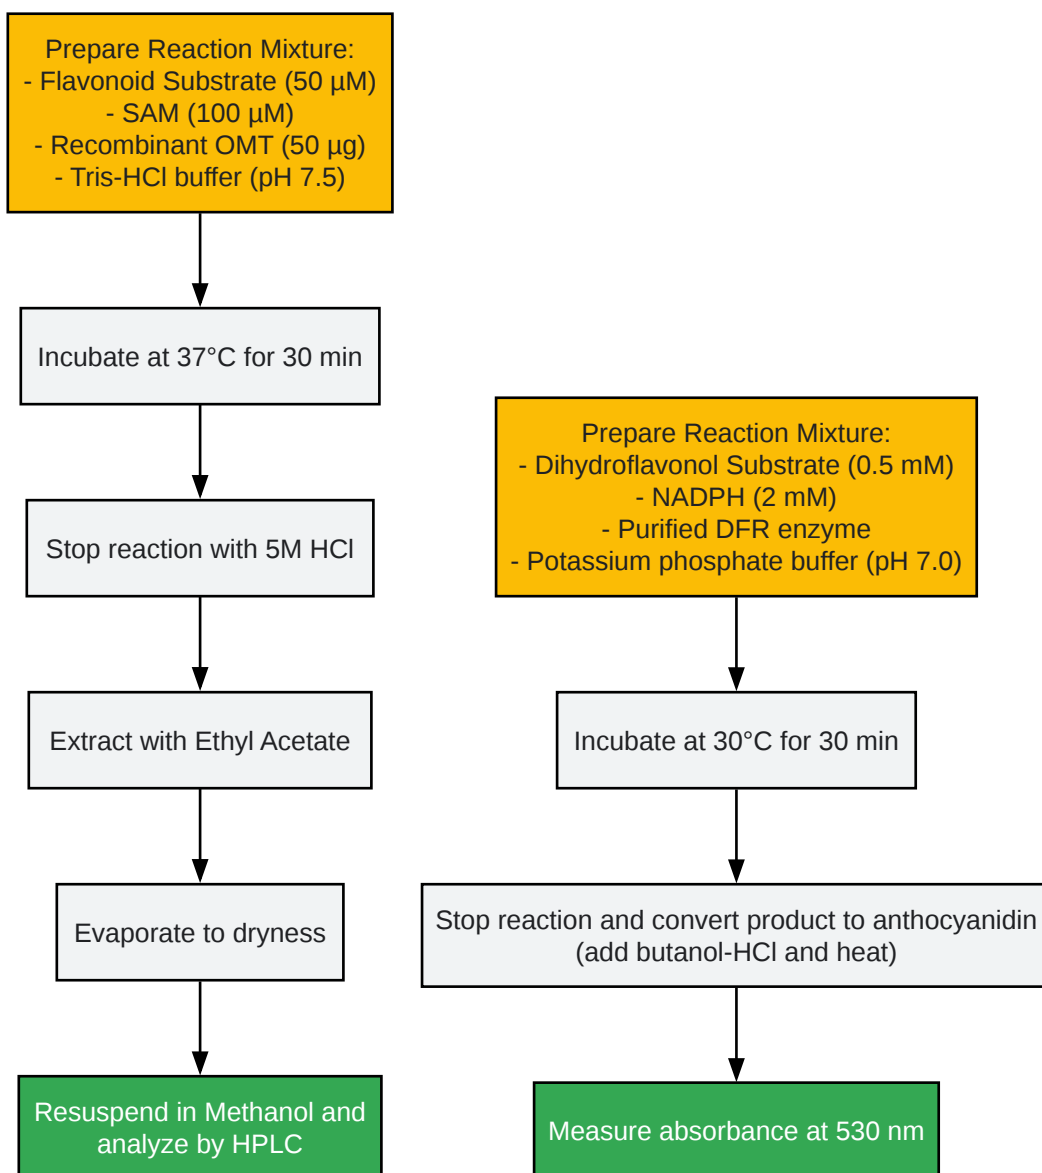 Prepare Reaction Mixture:
- Flavonoid Substrate (50 µM)
- SAM (100 µM)
- Recombinant OMT (50 µg)
- Tris-HCl buffer (pH 7.5)
Incubate at 37°C for 30 min
Stop reaction with 5M HCl
Extract with Ethyl Acetate
Evaporate to dryness
Resuspend in Methanol and
analyze by HPLC
Prepare Reaction Mixture:
- Dihydroflavonol Substrate (0.5 mM)
- NADPH (2 mM)
- Purified DFR enzyme
- Potassium phosphate buffer (pH 7.0)
Incubate at 30°C for 30 min
Stop reaction and convert product to anthocyanidin
(add butanol-HCl and heat)
Measure absorbance at 530 nm